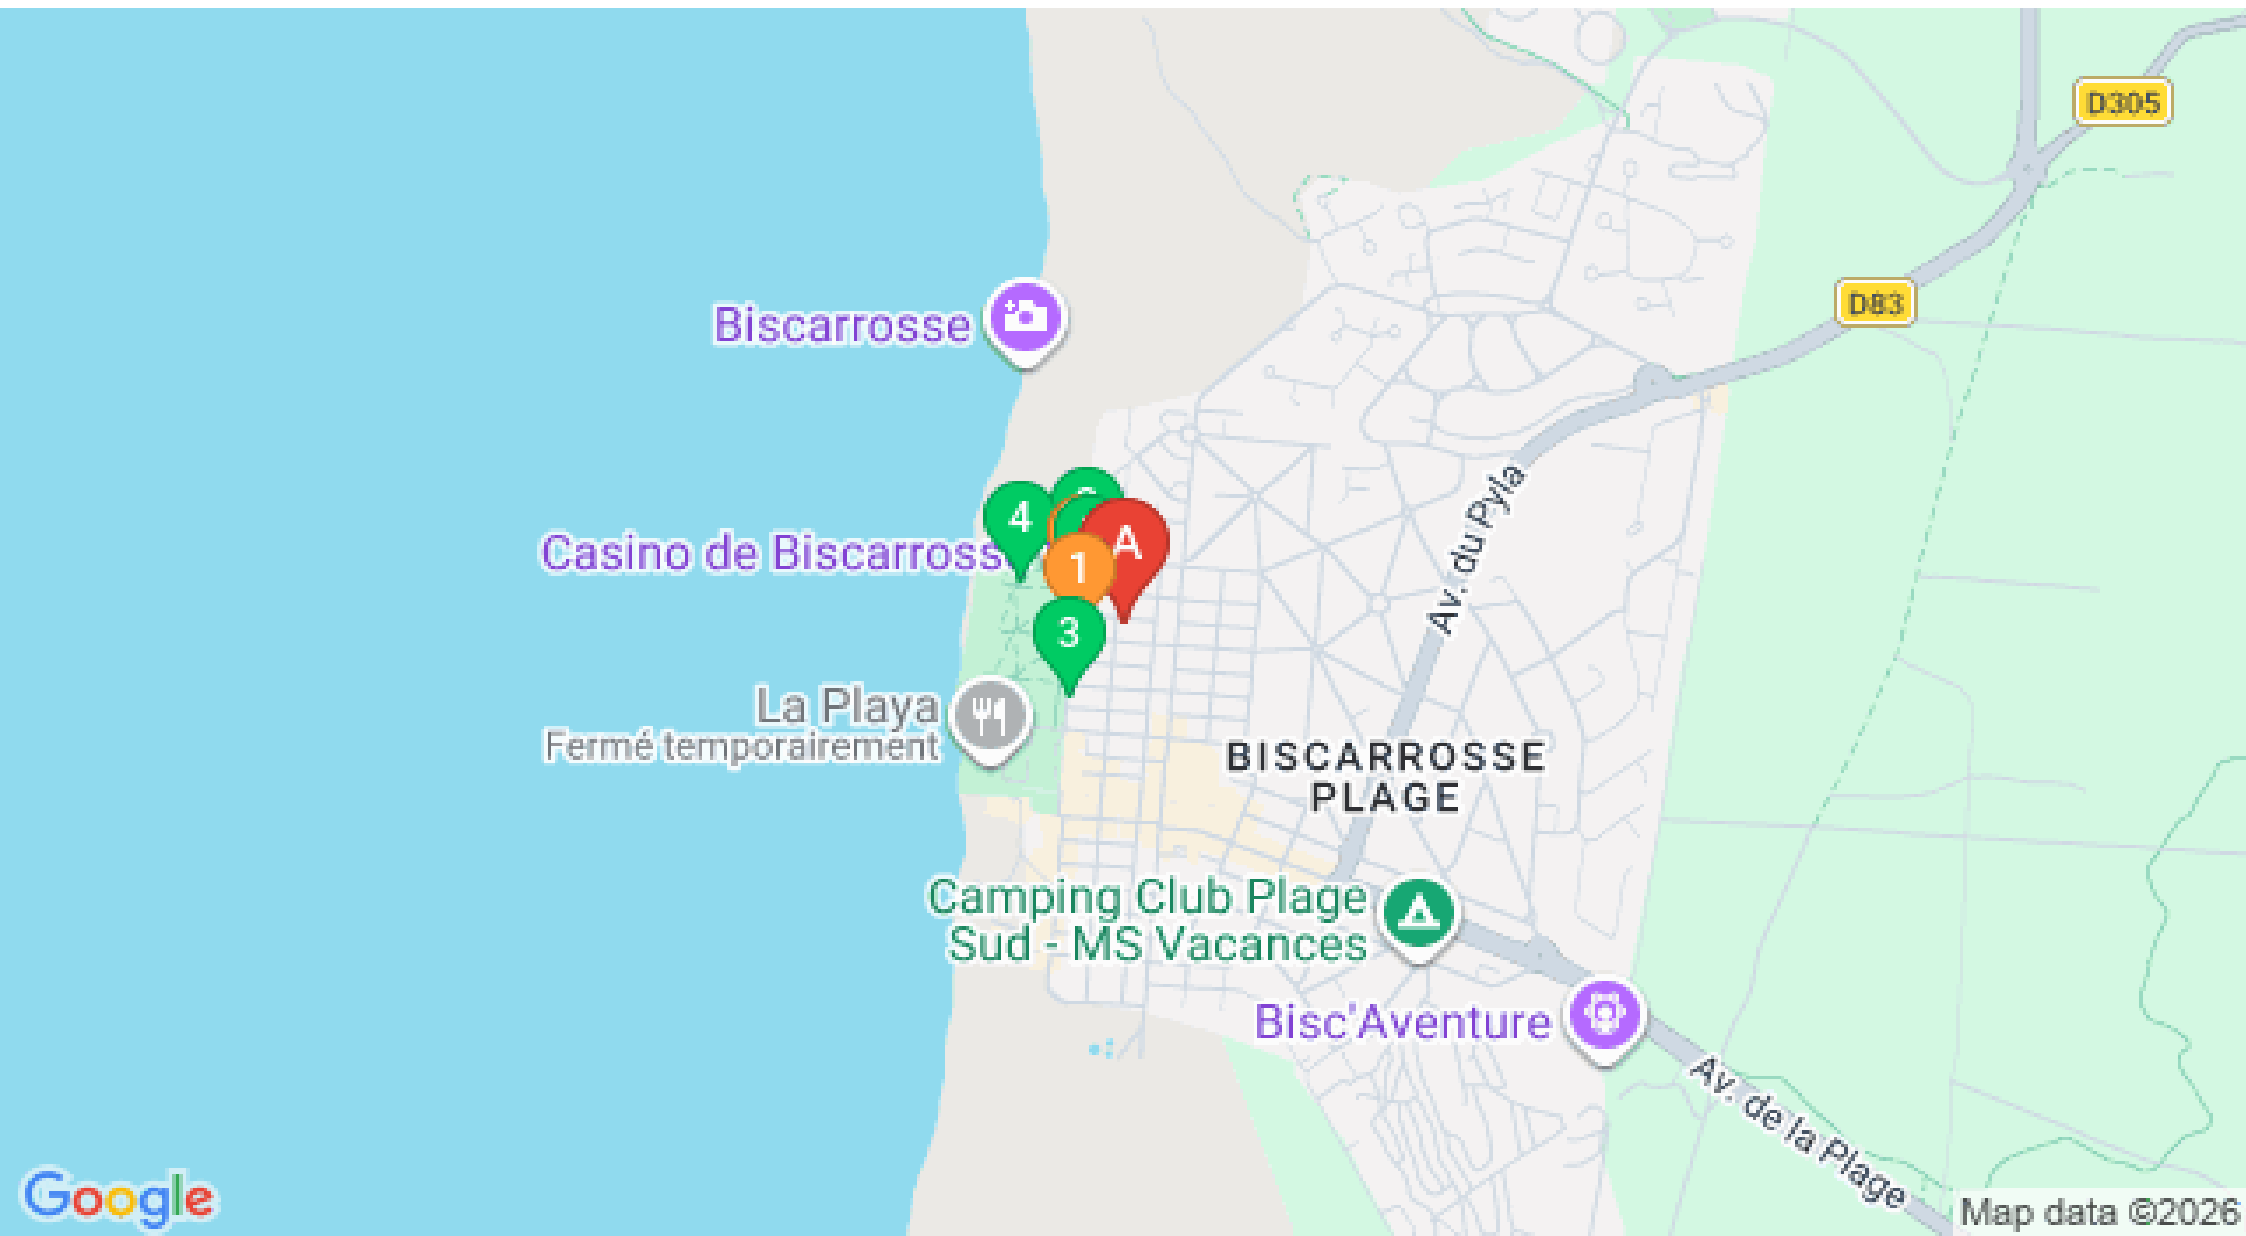 D305
D83
Biscarrosse
Av. du Pyla
4
A
Casino de Biscarross
1
3
La Playa
Fermé temporairement
BISCARROSSE
PLAGE
Camping Club Plage
Sud - MS Vacances
Bisc'Aventure
Av. de la Plage
Google
Map data ©2026